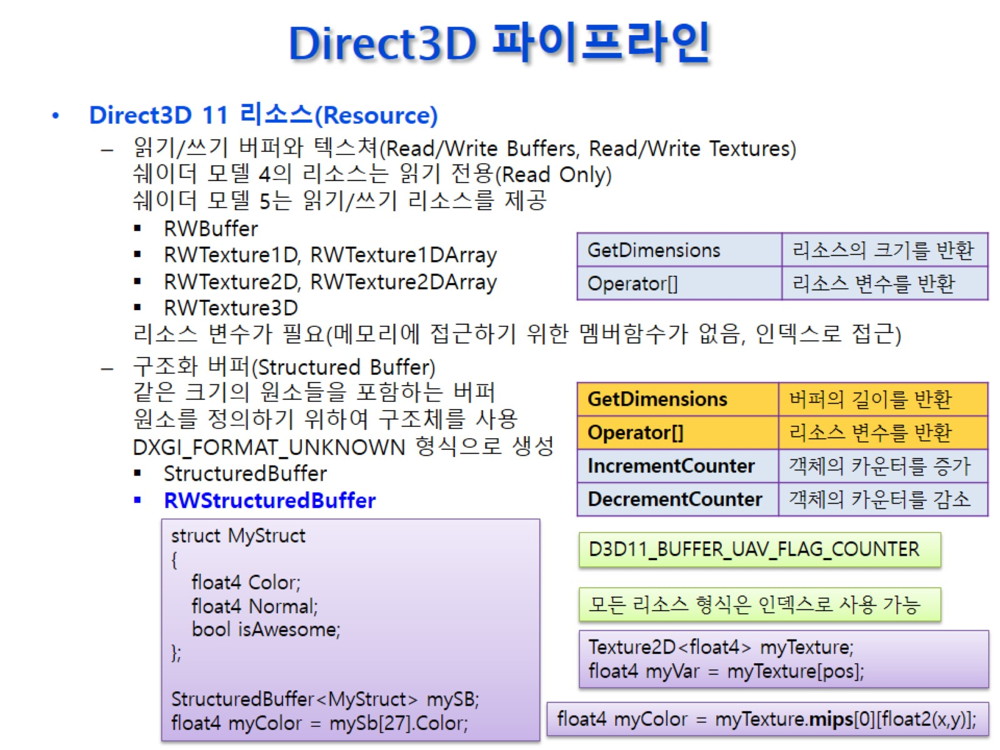 Direct3D 파이프라인
• Direct3D 11 리소스(Resource)
– 읽기/쓰기 버퍼와 텍스쳐(Read/Write Buffers, Read/Write Textures)
쉐이더 모델 4의 리소스는 읽기 전용(Read Only)
쉐이더 모델 5는 읽기/쓰기 리소스를 제공
▪ RWBuffer
▪ RWTexture1D, RWTexture1DArray
▪ RWTexture2D, RWTexture2DArray
▪ RWTexture3D
GetDimensions 리소스의 크기를 반환
Operator[] 리소스 변수를 반환
리소스 변수가 필요(메모리에 접근하기 위한 멤버함수가 없음, 인덱스로 접근)
– 구조화 버퍼(Structured Buffer)
같은 크기의 원소들을 포함하는 버퍼
원소를 정의하기 위하여 구조체를 사용
DXGI_FORMAT_UNKNOWN 형식으로 생성
▪ StructuredBuffer
▪ RWStructuredBuffer
GetDimensions 버퍼의 길이를 반환
Operator[] 리소스 변수를 반환
IncrementCounter 객체의 카운터를 증가
DecrementCounter 객체의 카운터를 감소
struct MyStruct
{
float4 Color;
float4 Normal;
bool isAwesome;
};
StructuredBuffer<MyStruct> mySB;
float4 myColor = mySb[27].Color;
D3D11_BUFFER_UAV_FLAG_COUNTER
모든 리소스 형식은 인덱스로 사용 가능
Texture2D<float4> myTexture;
float4 myVar = myTexture[pos];
float4 myColor = myTexture.mips[0][float2(x,y)];